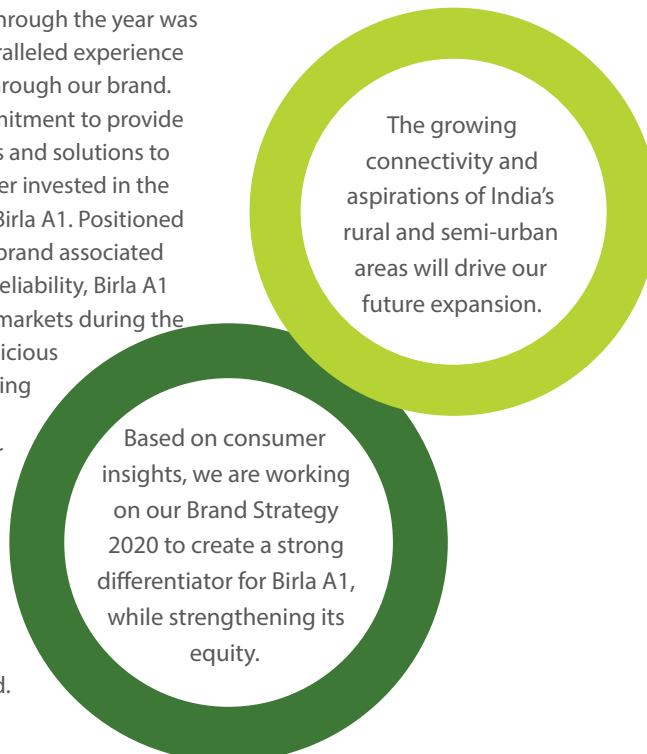 hrough the year was
ralleled experience
rough our brand.
mitment to provide
s and solutions to
er invested in the
Birla A1. Positioned
brand associated
eliability, Birla A1
markets during the
icious
ing
r
d.
The growing
connectivity and
aspirations of India’s
rural and semi-urban
areas will drive our
future expansion.
Based on consumer
insights, we are working
on our Brand Strategy
2020 to create a strong
differentiator for Birla A1,
while strengthening its
equity.